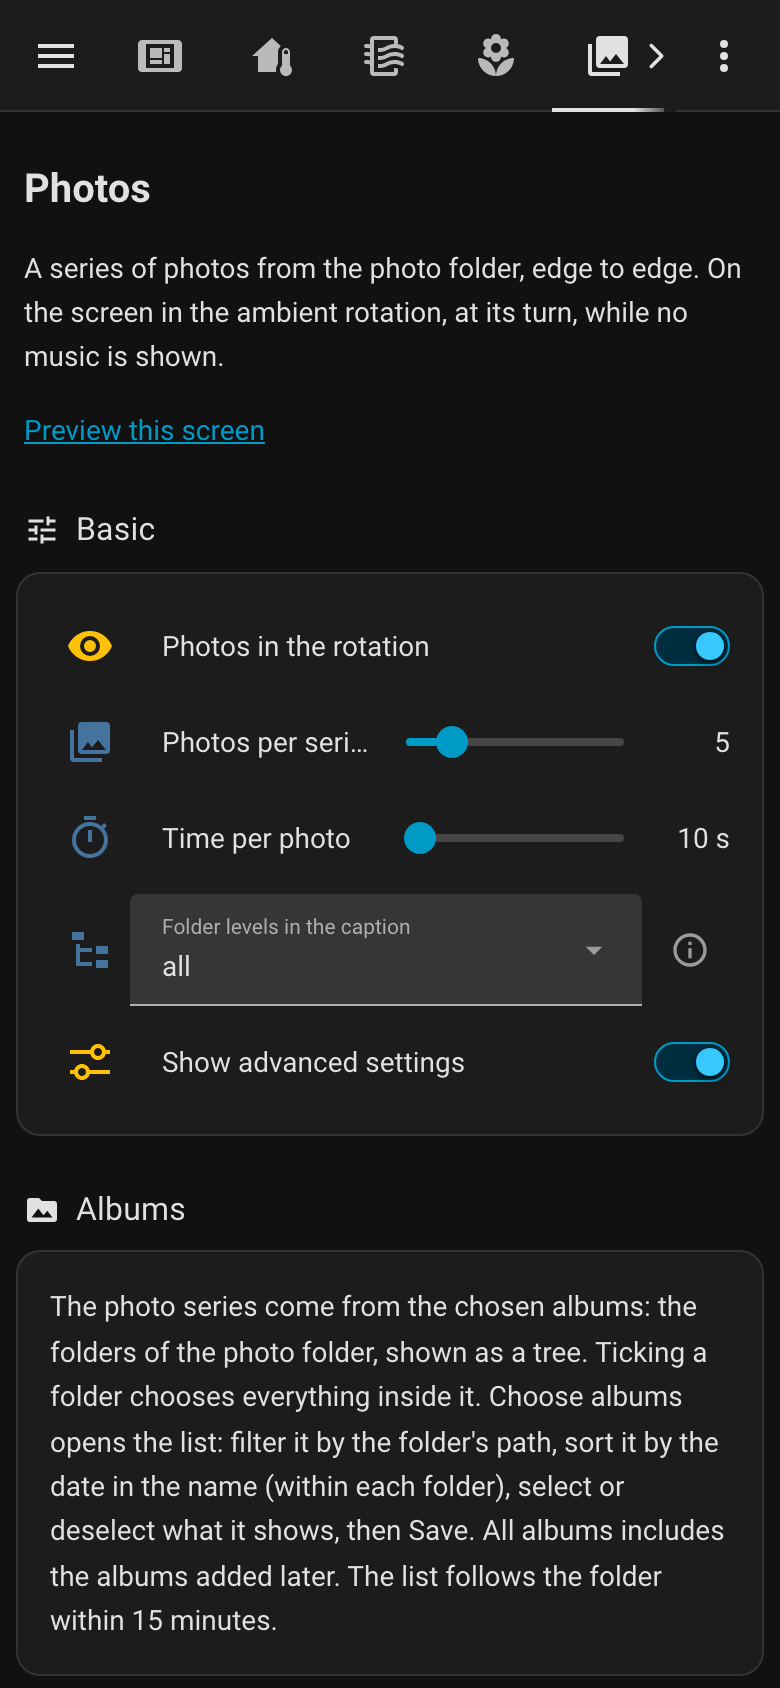 Photos
A series of photos from the photo folder, edge to edge. On
the screen in the ambient rotation, at its turn, while no
music is shown.
Preview this screen
Basic
Photos in the rotation
Photos per seri...
5
Time per photo
10 s
Folder levels in the caption
all
Show advanced settings
Albums
The photo series come from the chosen albums: the
folders of the photo folder, shown as a tree. Ticking a
folder chooses everything inside it. Choose albums
opens the list: filter it by the folder's path, sort it by the
date in the name (within each folder), select or
deselect what it shows, then Save. All albums includes
the albums added later. The list follows the folder
within 15 minutes.